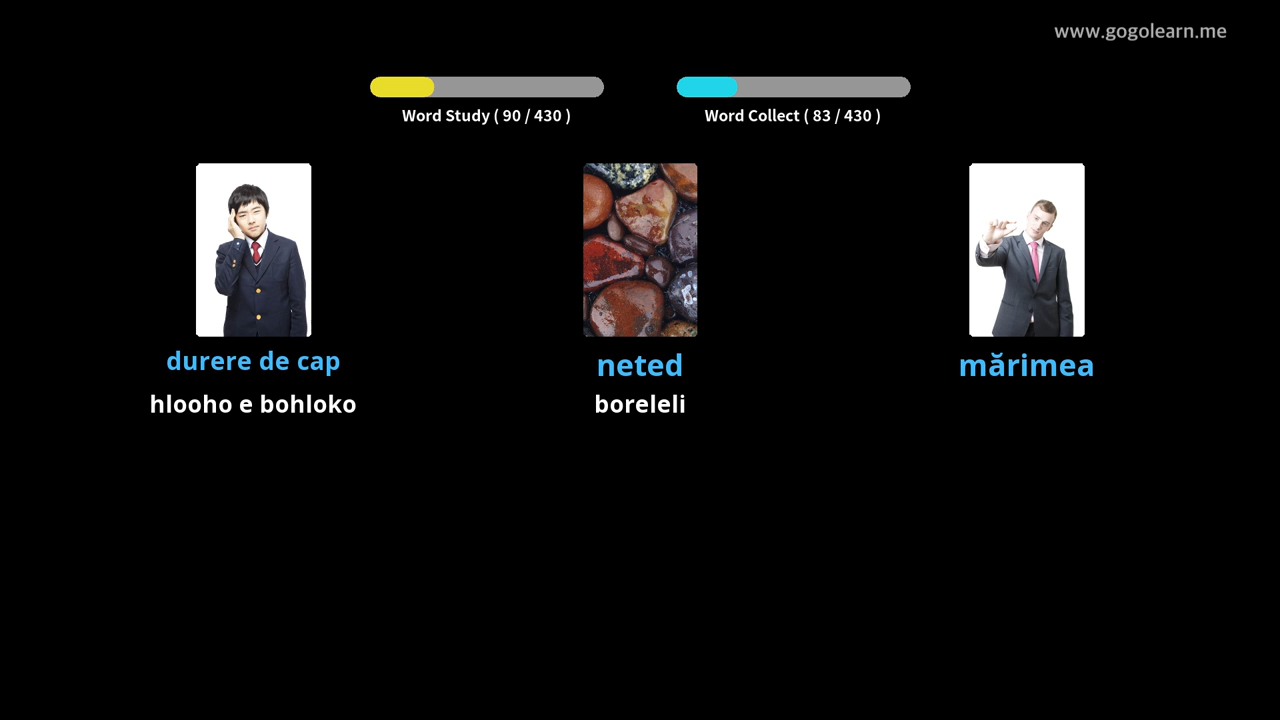 www.gogolearn.me
Word Study ( 90 / 430 )
Word Collect ( 83 / 430 )
durere de cap
neted
mărimea
hlooho e bohloko
boreleli